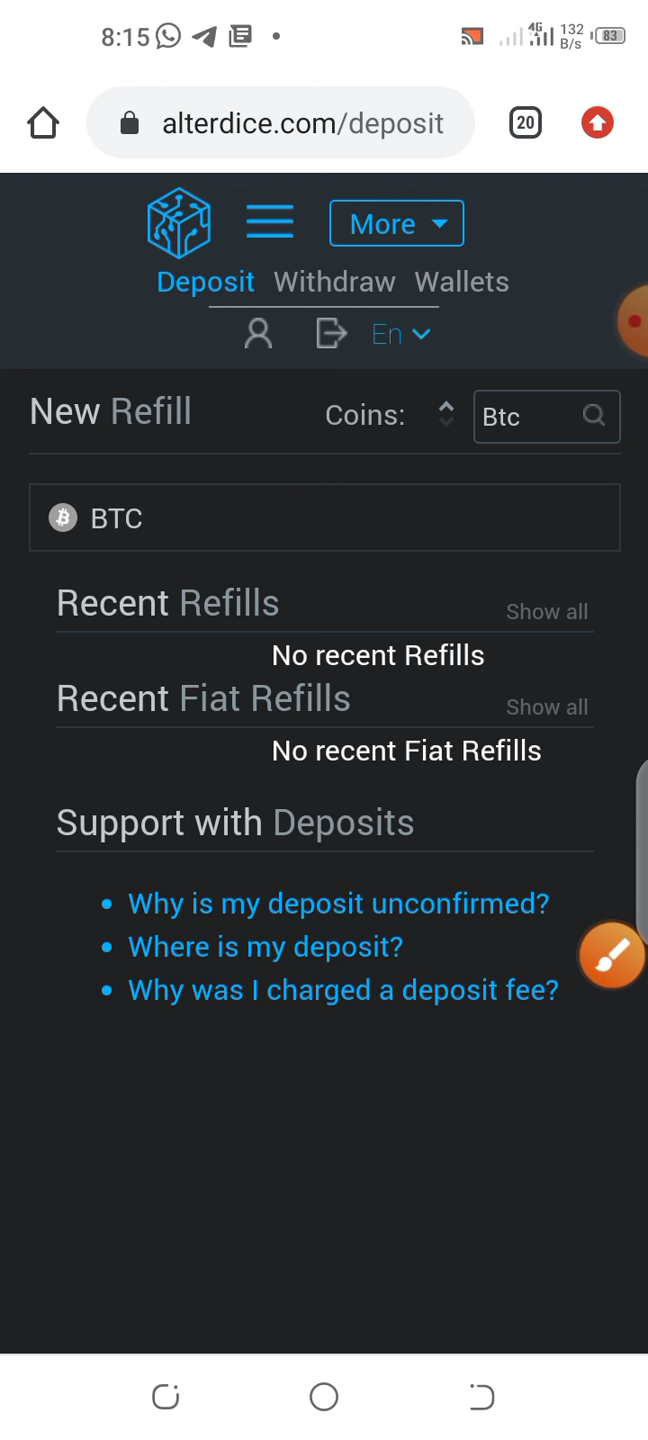 8:15 4G 132 B/s 83
alterdice.com/deposit 20
More
Deposit Withdraw Wallets
En
New Refill Coins: Btc
BTC
Recent Refills Show all
No recent Refills
Recent Fiat Refills Show all
No recent Fiat Refills
Support with Deposits
• Why is my deposit unconfirmed?
• Where is my deposit?
• Why was I charged a deposit fee?